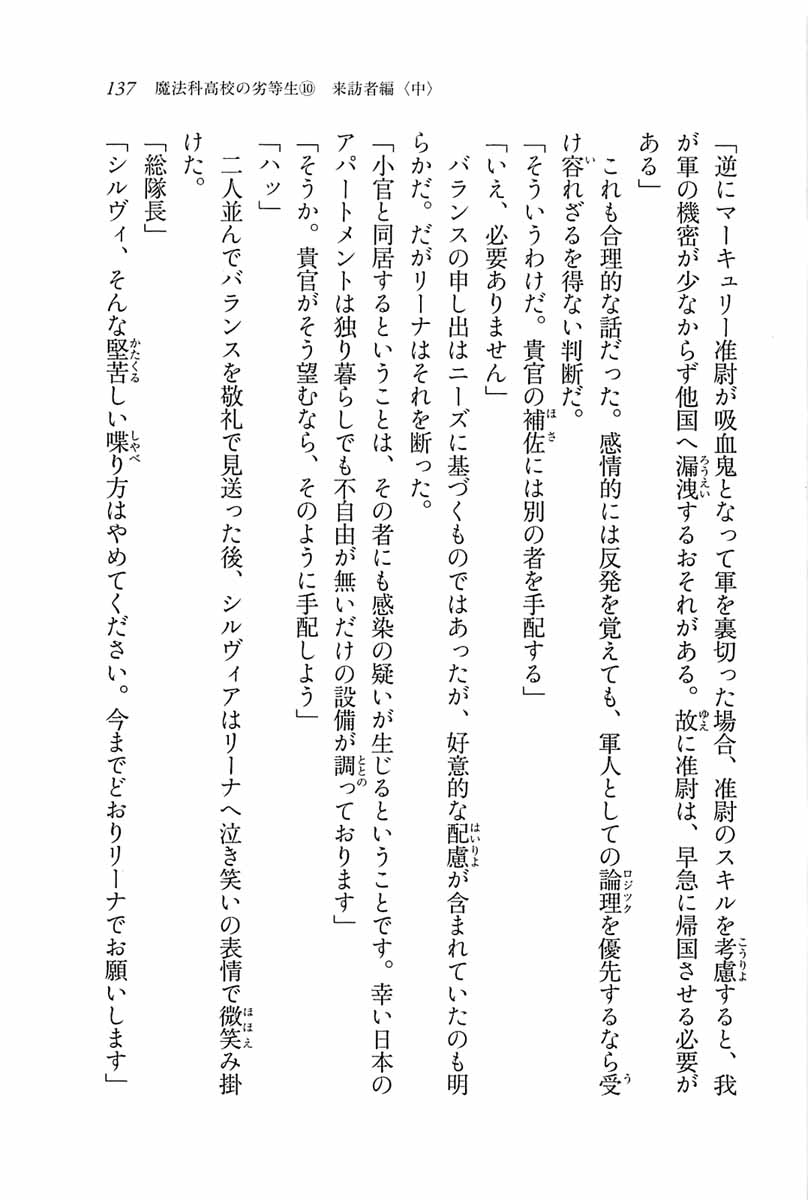 137　魔法科高校の劣等生⑩　来訪者編〈中〉
「逆にマーキュリー准尉が吸血鬼となって軍を裏切った場合、准尉のスキルを考慮すると、我
が軍の機密が少なからず他国へ漏洩するおそれがある。故に准尉は、早急に帰国させる必要が
ある」
　これも合理的な話だった。感情的には反発を覚えても、軍人としての論理を優先するなら受
け容れざるを得ない判断だ。
「そういうわけだ。貴官の補佐には別の者を手配する」
「いえ、必要ありません」
　バランスの申し出はニーズに基づくものではあったが、好意的な配慮が含まれていたのも明
らかだ。だがリーナはそれを断った。
「小官と同居するということは、その者にも感染の疑いが生じるということです。幸い日本の
アパートメントは独り暮らしでも不自由が無いだけの設備が調っております」
「そうか。貴官がそう望むなら、そのように手配しよう」
「ハッ」
　二人並んでバランスを敬礼で見送った後、シルヴィアはリーナへ泣き笑いの表情で微笑み掛
けた。
「総隊長」
「シルヴィ、そんな堅苦しい喋り方はやめてください。今までどおりリーナでお願いします」